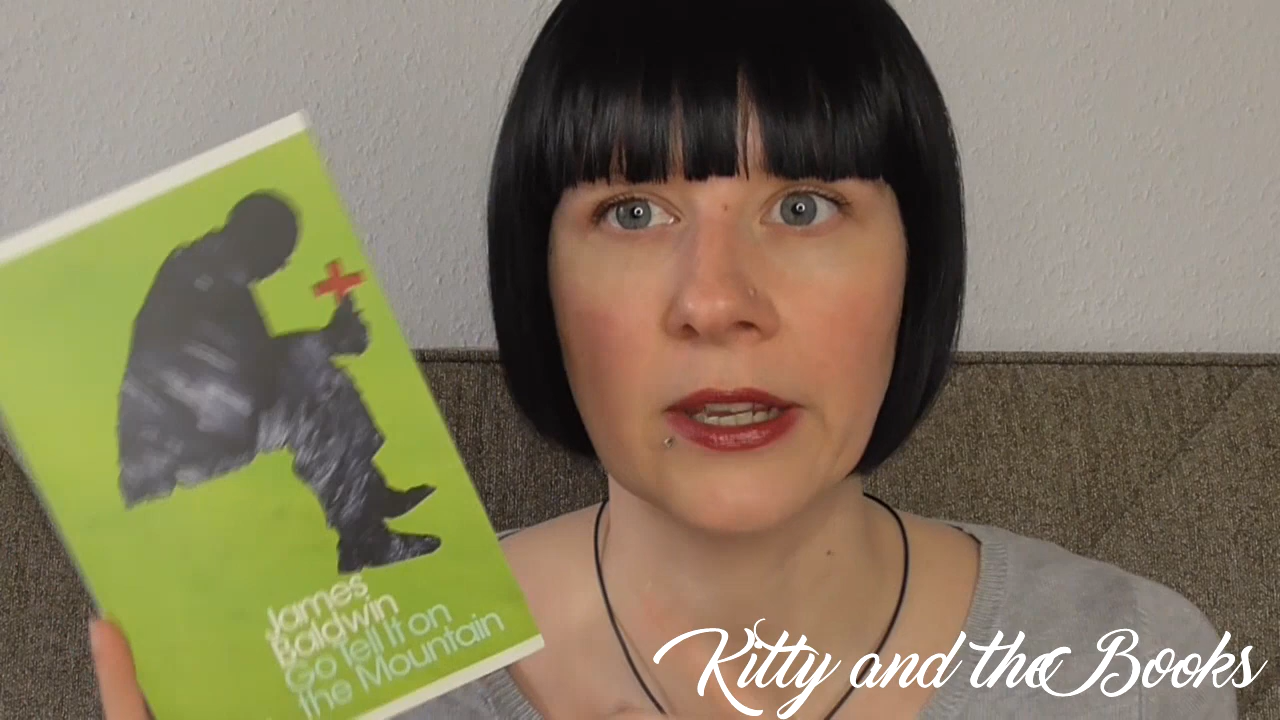 James
Baldwin
Go Tell It on
the Mountain
Kitty and the Books